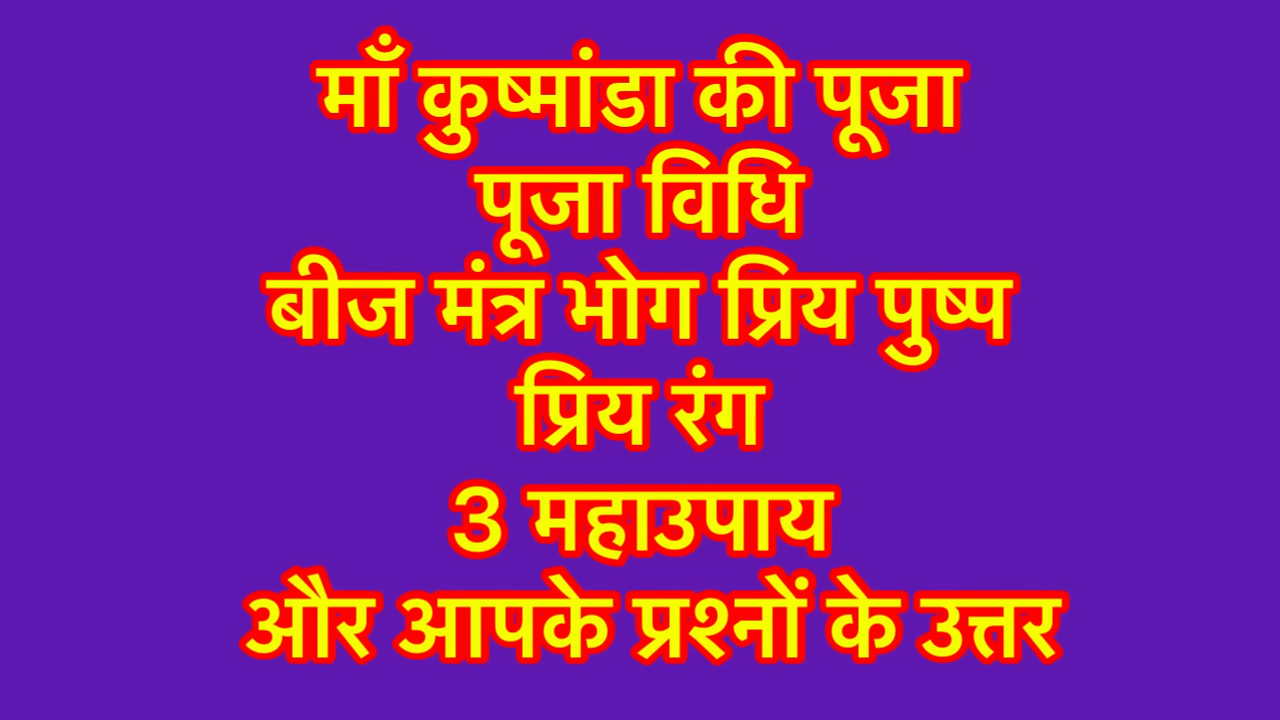 माँ कुष्मांडा की पूजा
पूजा विधि
बीज मंत्र भोग प्रिय पुष्प
प्रिय रंग
3 महाउपाय
और आपके प्रश्नों के उत्तर